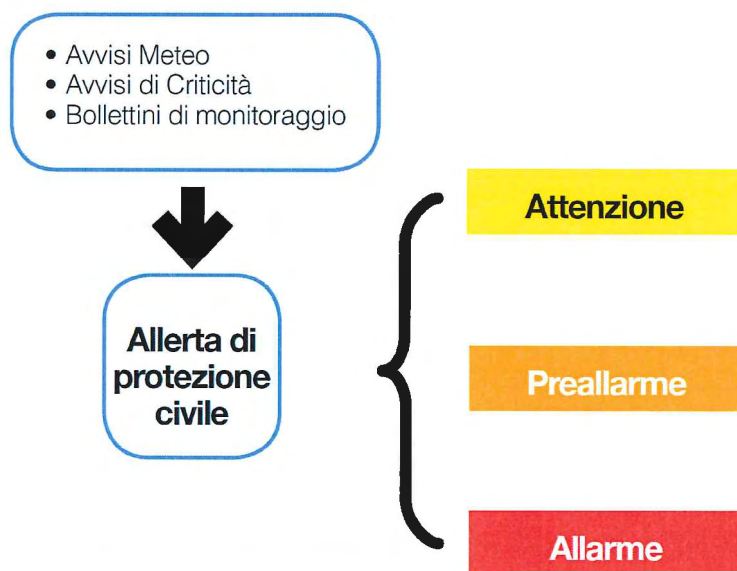 • Avvisi Meteo
• Avvisi di Criticità
• Bollettini di monitoraggio
Allerta di
protezione
civile
Attenzione
Preallarme
Allarme